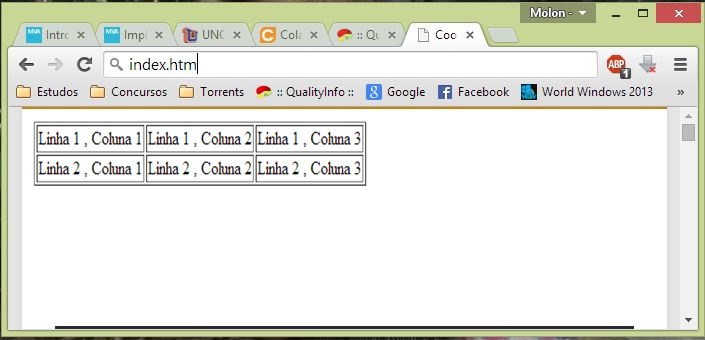 Molon -
Intro Impl UNC Cola :: Qu Coo
index.htm
ABP 1
Estudos Concursos Torrents :: QualityInfo :: Google Facebook World Windows 2013 »
Linha 1 , Coluna 1 Linha 1 , Coluna 2 Linha 1 , Coluna 3
Linha 2 , Coluna 1 Linha 2 , Coluna 2 Linha 2 , Coluna 3